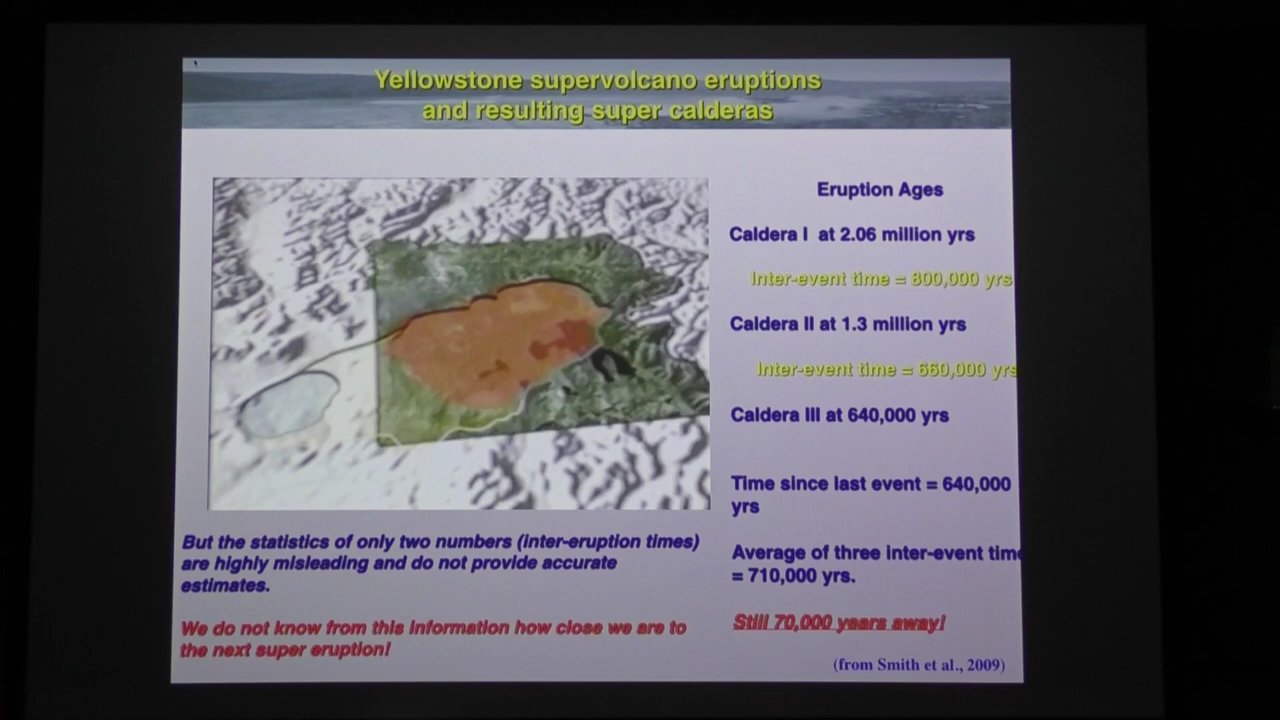 Yellowstone supervolcano eruptions
and resulting super calderas
Eruption Ages
Caldera I at 2.06 million yrs
Inter-event time = 800,000 yrs
Caldera II at 1.3 million yrs
Inter-event time = 660,000 yrs
Caldera III at 640,000 yrs
Time since last event = 640,000
yrs
Average of three inter-event time
= 710,000 yrs.
Still 70,000 years away!
(from Smith et al., 2009)
But the statistics of only two numbers (inter-eruption times)
are highly misleading and do not provide accurate
estimates.
We do not know from this information how close we are to
the next super eruption!